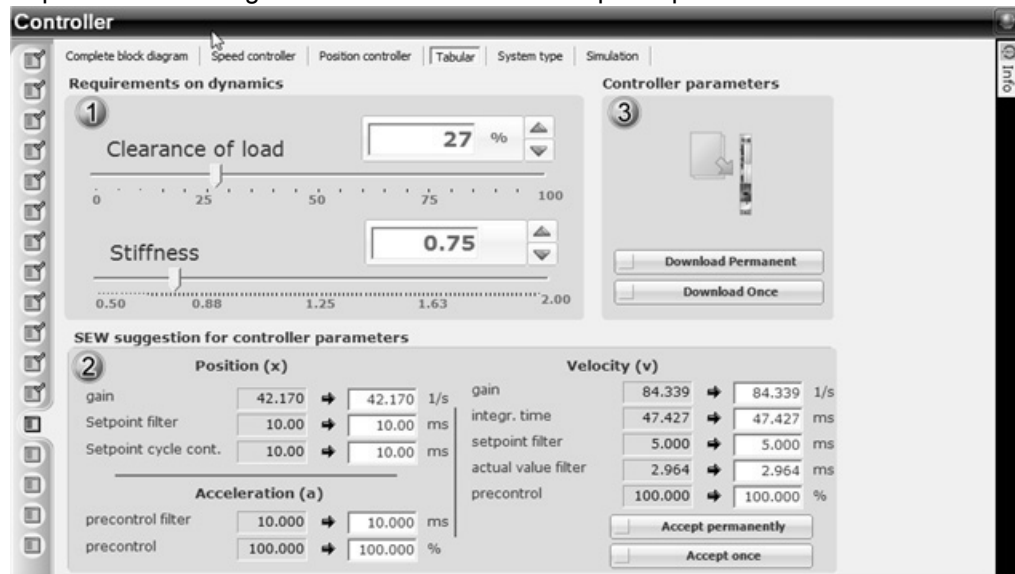 Controller
Info
Complete block diagram Speed controller Position controller Tabular System type Simulation
Requirements on dynamics
1
Clearance of load
27 %
0 25 50 75 100
Stiffness
0.75
0.50 0.88 1.25 1.63 2.00
Controller parameters
3
Download Permanent
Download Once
SEW suggestion for controller parameters
2
Position (x)
gain 42.170 42.170 1/s
Setpoint filter 10.00 10.00 ms
Setpoint cycle cont. 10.00 10.00 ms
Acceleration (a)
precontrol filter 10.000 10.000 ms
precontrol 100.000 100.000 %
Velocity (v)
gain 84.339 84.339 1/s
integr. time 47.427 47.427 ms
setpoint filter 5.000 5.000 ms
actual value filter 2.964 2.964 ms
precontrol 100.000 100.000 %
Accept permanently
Accept once